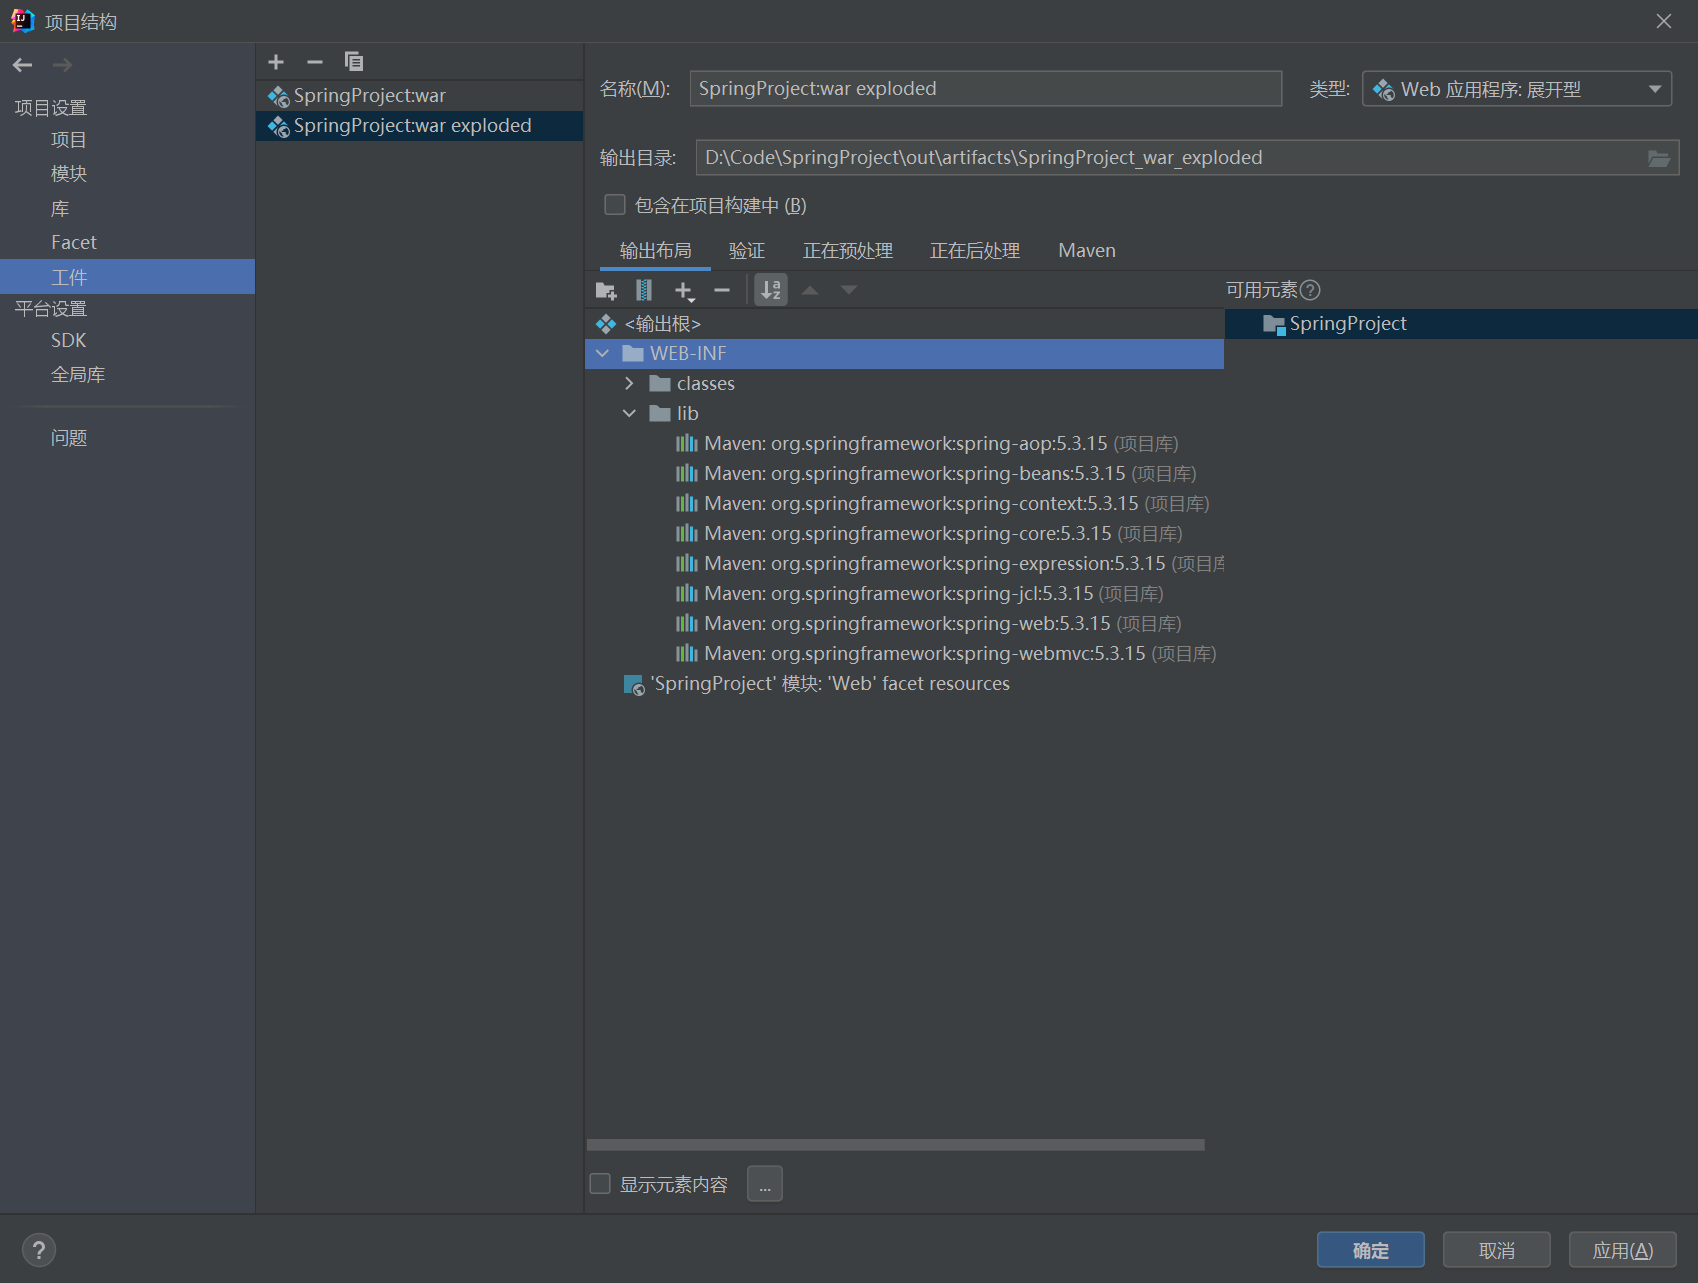 项目结构
项目设置
项目
模块
库
Facet
工件
平台设置
SDK
全局库
问题
SpringProject:war
SpringProject:war exploded
名称(M): SpringProject:war exploded 类型: Web 应用程序: 展开型
输出目录: D:\Code\SpringProject\out\artifacts\SpringProject_war_exploded
包含在项目构建中 (B)
输出布局 验证 正在预处理 正在后处理 Maven
可用元素
<输出根>
SpringProject
WEB-INF
classes
lib
Maven: org.springframework:spring-aop:5.3.15 (项目库)
Maven: org.springframework:spring-beans:5.3.15 (项目库)
Maven: org.springframework:spring-context:5.3.15 (项目库)
Maven: org.springframework:spring-core:5.3.15 (项目库)
Maven: org.springframework:spring-expression:5.3.15 (项目库
Maven: org.springframework:spring-jcl:5.3.15 (项目库)
Maven: org.springframework:spring-web:5.3.15 (项目库)
Maven: org.springframework:spring-webmvc:5.3.15 (项目库)
'SpringProject' 模块: 'Web' facet resources
显示元素内容 ...
? 确定 取消 应用(A)